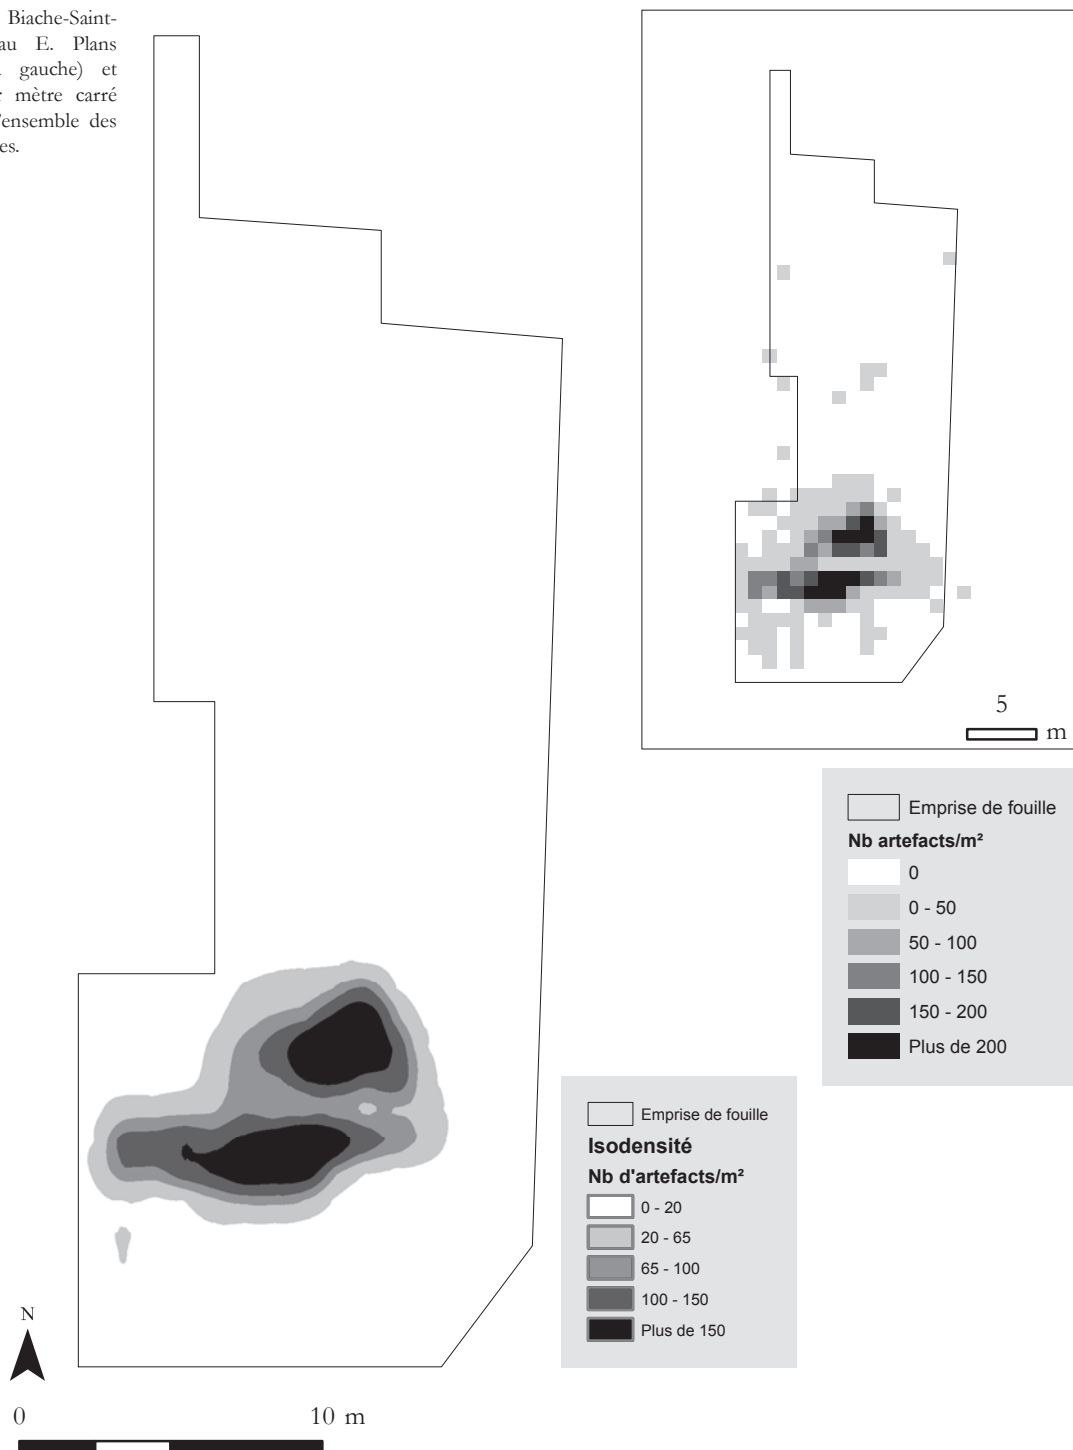 Biache-Saint-
au E. Plans
gauche) et
mètre carré
ensemble des
5
m
Emprise de fouille
Nb artefacts/m²
0
0 - 50
50 - 100
100 - 150
150 - 200
Plus de 200
Emprise de fouille
Isodensité
Nb d'artefacts/m²
0 - 20
20 - 65
65 - 100
100 - 150
Plus de 150
N
0 10 m